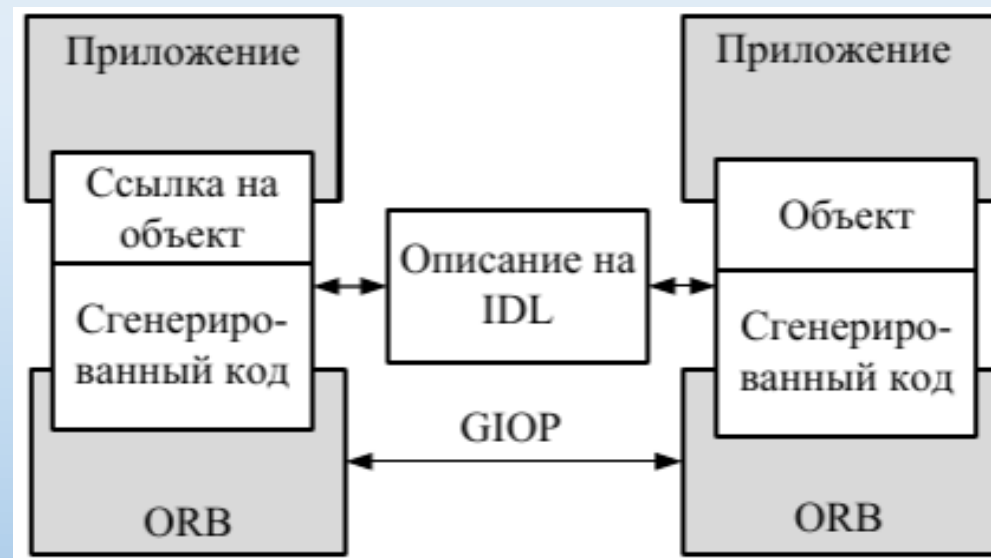 Приложение
Ссылка на
объект
Сгенериро-
ванный код
ORB
Описание на
IDL
GIOP
Приложение
Объект
Сгенериро-
ванный код
ORB